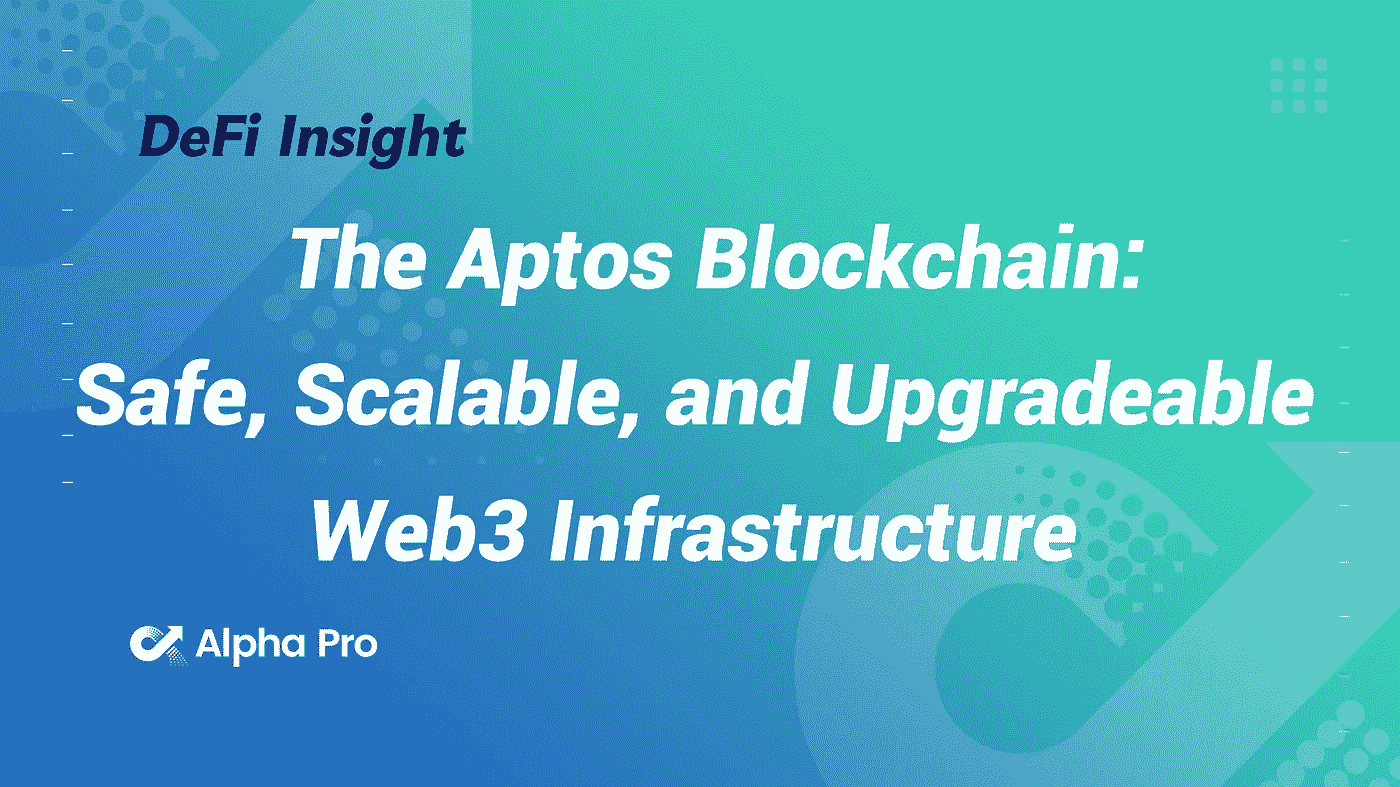 DeFi Insight
The Aptos Blockchain:
Safe, Scalable, and Upgradeable
Web3 Infrastructure
Alpha Pro